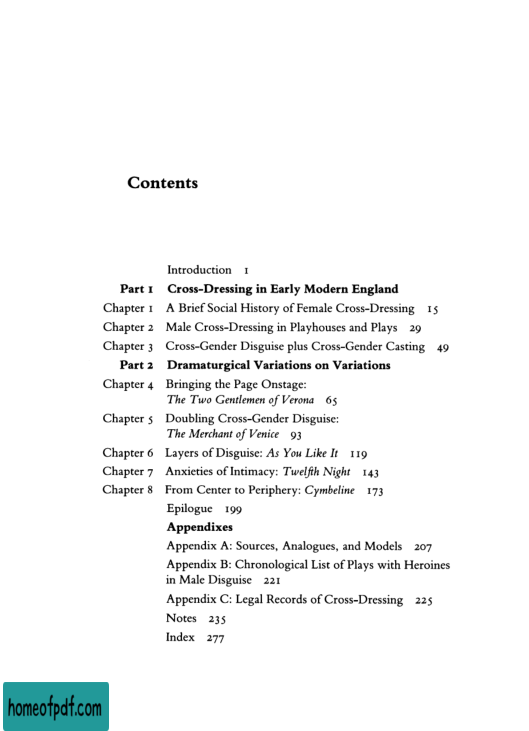 Contents
Introduction 1
Part 1 Cross-Dressing in Early Modern England
Chapter 1 A Brief Social History of Female Cross-Dressing 15
Chapter 2 Male Cross-Dressing in Playhouses and Plays 29
Chapter 3 Cross-Gender Disguise plus Cross-Gender Casting 49
Part 2 Dramaturgical Variations on Variations
Chapter 4 Bringing the Page Onstage:
The Two Gentlemen of Verona 65
Chapter 5 Doubling Cross-Gender Disguise:
The Merchant of Venice 93
Chapter 6 Layers of Disguise: As You Like It 119
Chapter 7 Anxieties of Intimacy: Twelfth Night 143
Chapter 8 From Center to Periphery: Cymbeline 173
Epilogue 199
Appendixes
Appendix A: Sources, Analogues, and Models 207
Appendix B: Chronological List of Plays with Heroines
in Male Disguise 221
Appendix C: Legal Records of Cross-Dressing 225
Notes 235
Index 277
homeofpdf.com